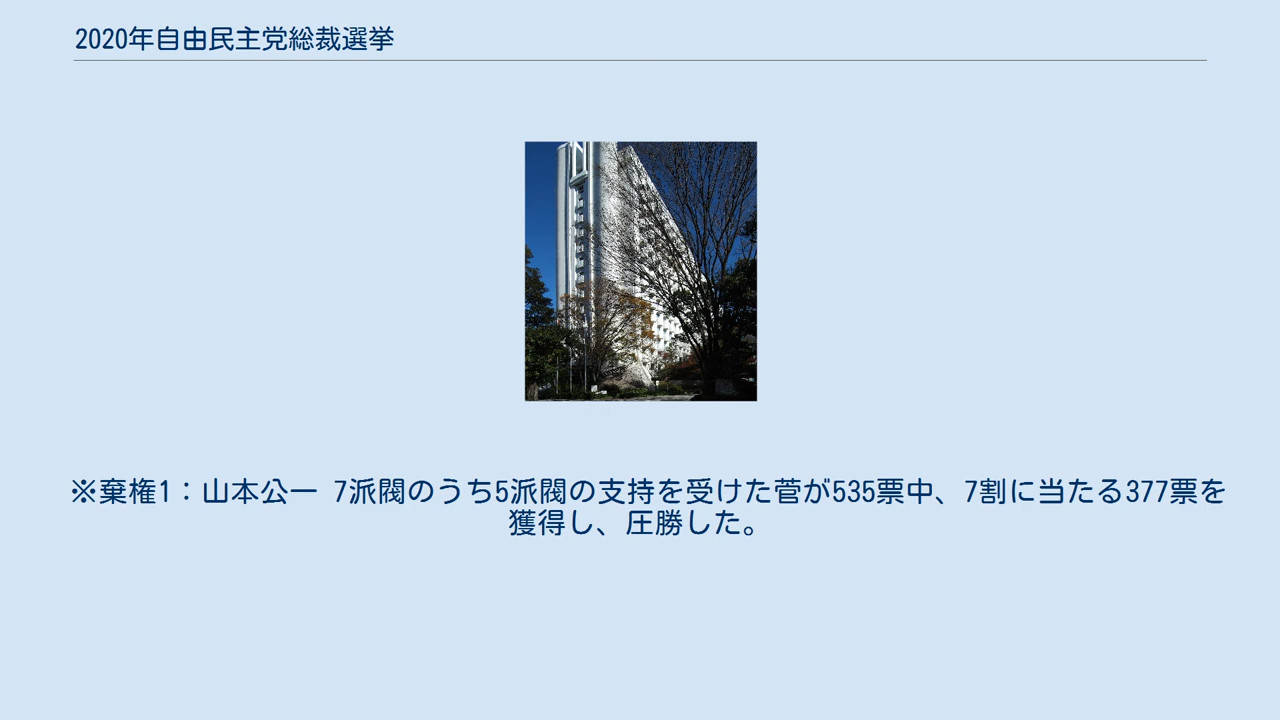 2020年自由民主党総裁選挙
※棄権1：山本公一 7派閥のうち5派閥の支持を受けた菅が535票中、7割に当たる377票を
獲得し、圧勝した。